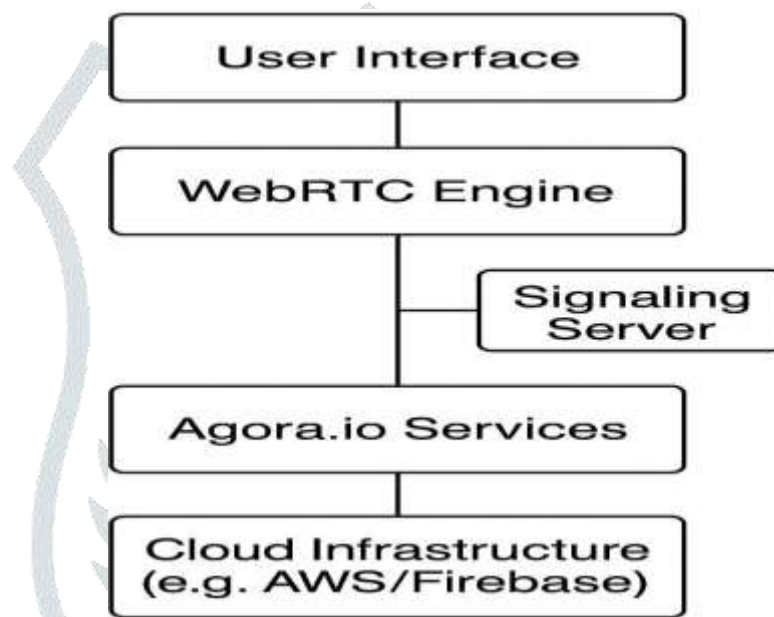 User Interface
WebRTC Engine
Signaling
Server
Agora.io Services
Cloud Infrastructure
(e.g. AWS/Firebase)